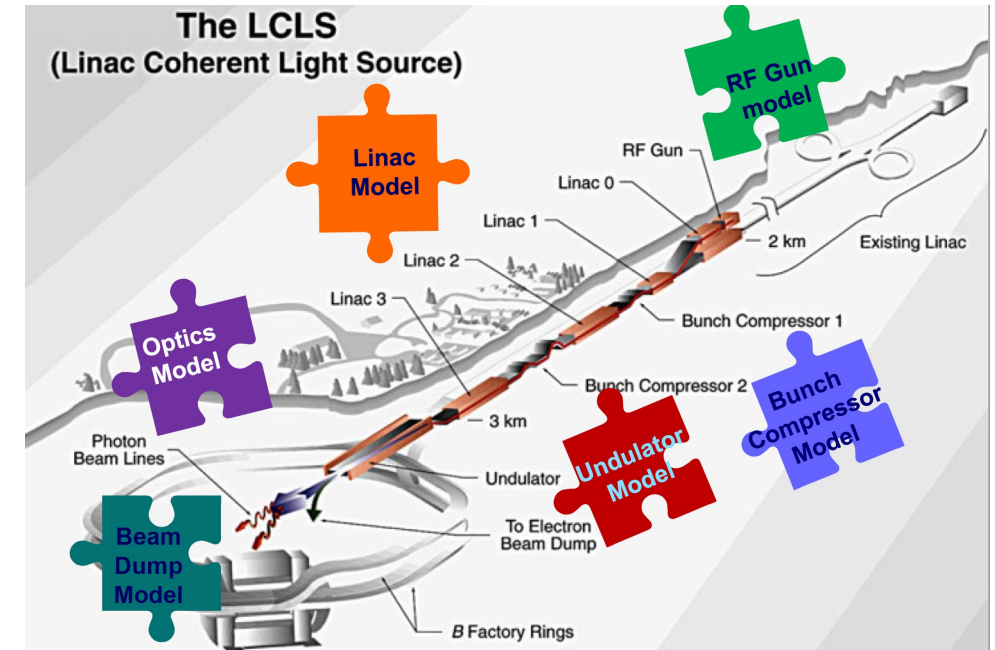 The LCLS
(Linac Coherent Light Source)
RF Gun
model
Linac
Model
RF Gun
Linac 0
Linac 1
2 km
Existing Linac
Linac 2
Linac 3
Bunch Compressor 1
Optics
Model
Bunch Compressor 2
Bunch
Compressor
Model
3 km
Photon
Beam Lines
Undulator
Undulator
Model
To Electron
Beam Dump
Beam
Dump
Model
B Factory Rings